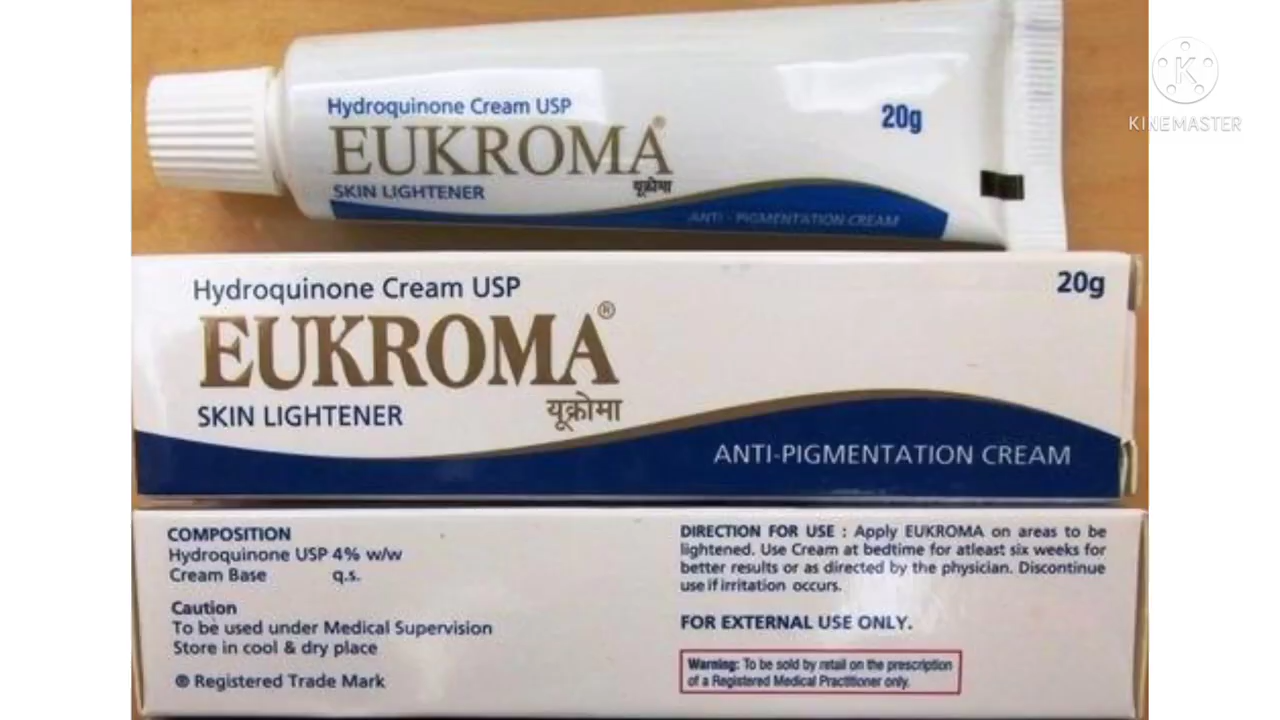 KINEMASTER
Hydroquinone Cream USP
20g
EUKROMA®
SKIN LIGHTENER
यूक्रोमा
ANTI - PIGMENTATION CREAM
Hydroquinone Cream USP
20g
EUKROMA®
SKIN LIGHTENER
यूक्रोमा
ANTI-PIGMENTATION CREAM
COMPOSITION
Hydroquinone USP 4% w/w
Cream Base q.s.
Caution
To be used under Medical Supervision
Store in cool & dry place
® Registered Trade Mark
DIRECTION FOR USE : Apply EUKROMA on areas to be
lightened. Use Cream at bedtime for atleast six weeks for
better results or as directed by the physician. Discontinue
use if irritation occurs.
FOR EXTERNAL USE ONLY.
Warning: To be sold by retail on the prescription
of a Registered Medical Practitioner only.